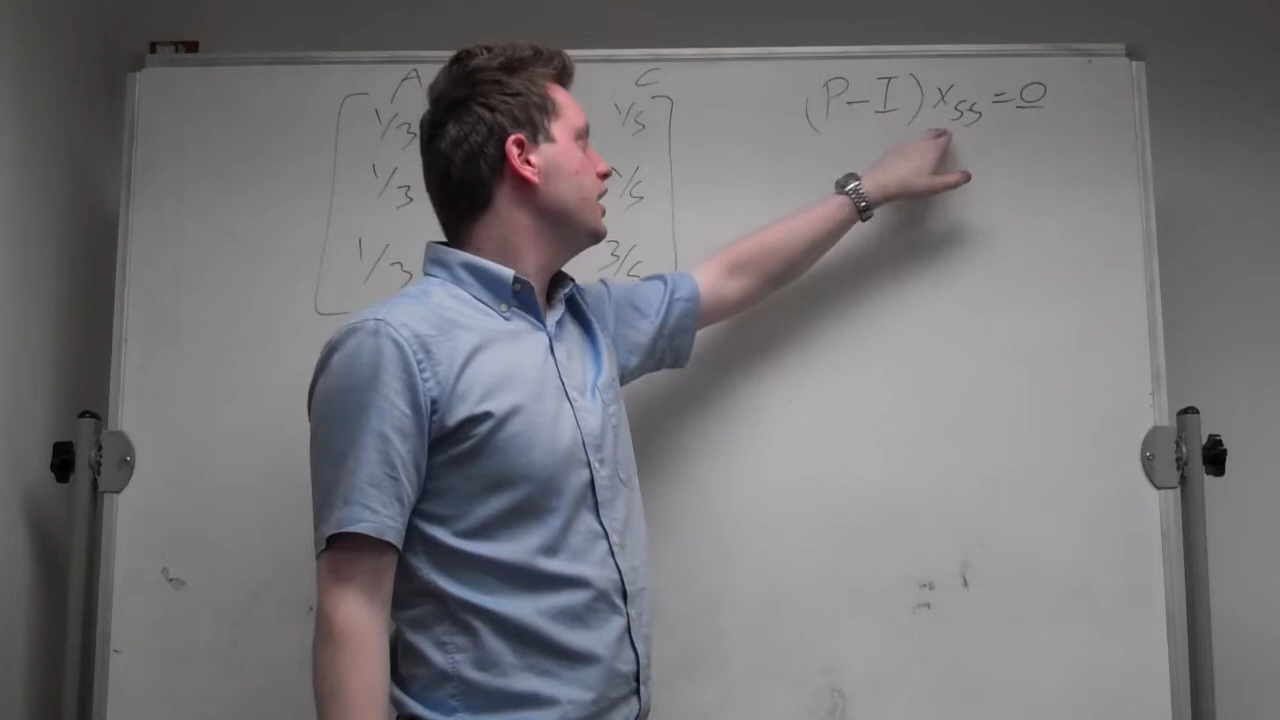 A C
(P-I) x_ss = 0
1/3 1/5
1/3 1/5
1/3 3/5